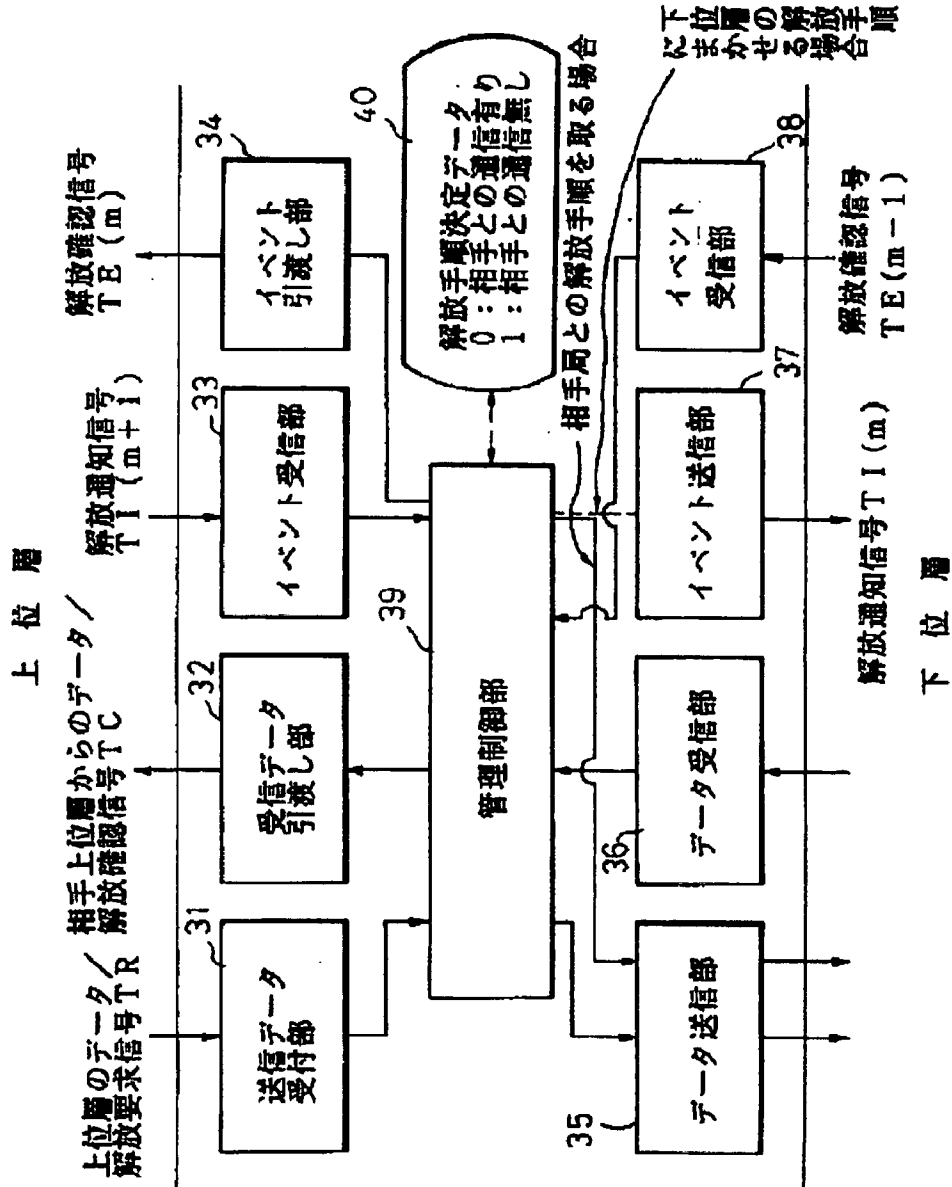 上位層
上位層のデータ/
解放要求信号TR
相手上位層からのデータ/
解放確認信号TC
解放通知信号
TI(m+1)
解放確認信号
TE(m)
31
送信データ
受付部
32
受信データ
引渡し部
33
イベント受信部
34
イベント
引渡し部
39
管理制御部
40
解放手順決定データ
0:相手との通信有り
1:相手との通信無し
相手局との解放手順を取る場合
下位層の解放手順
にまかせる場合
35
データ送信部
36
データ受信部
37
イベント送信部
38
イベント
受信部
解放通知信号TI(m)
解放確認信号
TE(m-1)
下位層